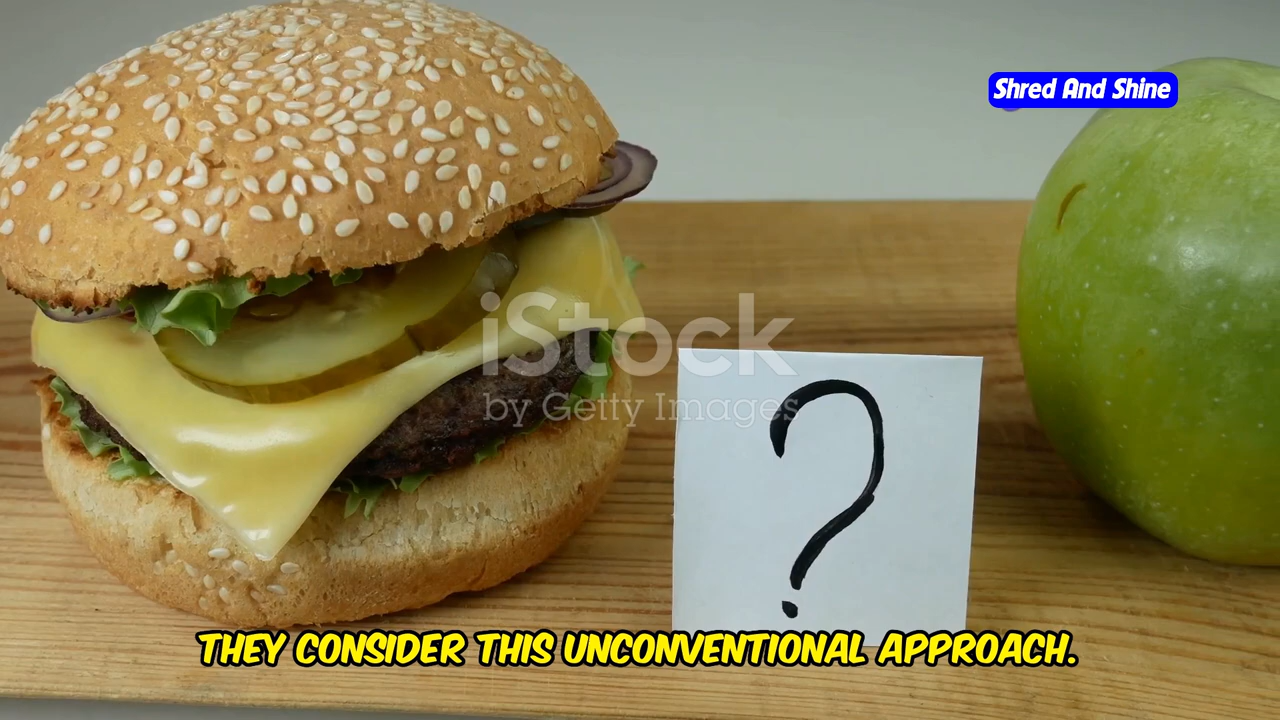 Shred And Shine
iStock
by Getty Images
?
THEY CONSIDER THIS UNCONVENTIONAL APPROACH.